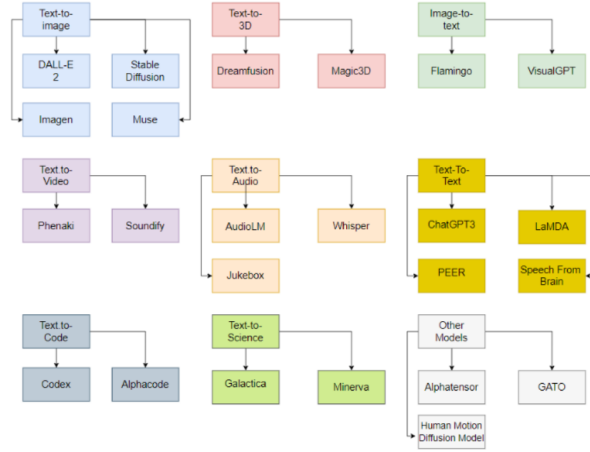 Text-to-
image
DALL-E
2
Stable
Diffusion
Imagen
Muse
Text-to-
3D
Dreamfusion
Magic3D
Image-to-
text
Flamingo
VisualGPT
Text.to-
Video
Phenaki
Soundify
Text.to-
Audio
AudioLM
Whisper
Jukebox
Text-To-
Text
ChatGPT3
LaMDA
PEER
Speech From
Brain
Text.to-
Code
Codex
Alphacode
Text-to-
Science
Galactica
Minerva
Other
Models
Alphatensor
GATO
Human Motion
Diffusion Model